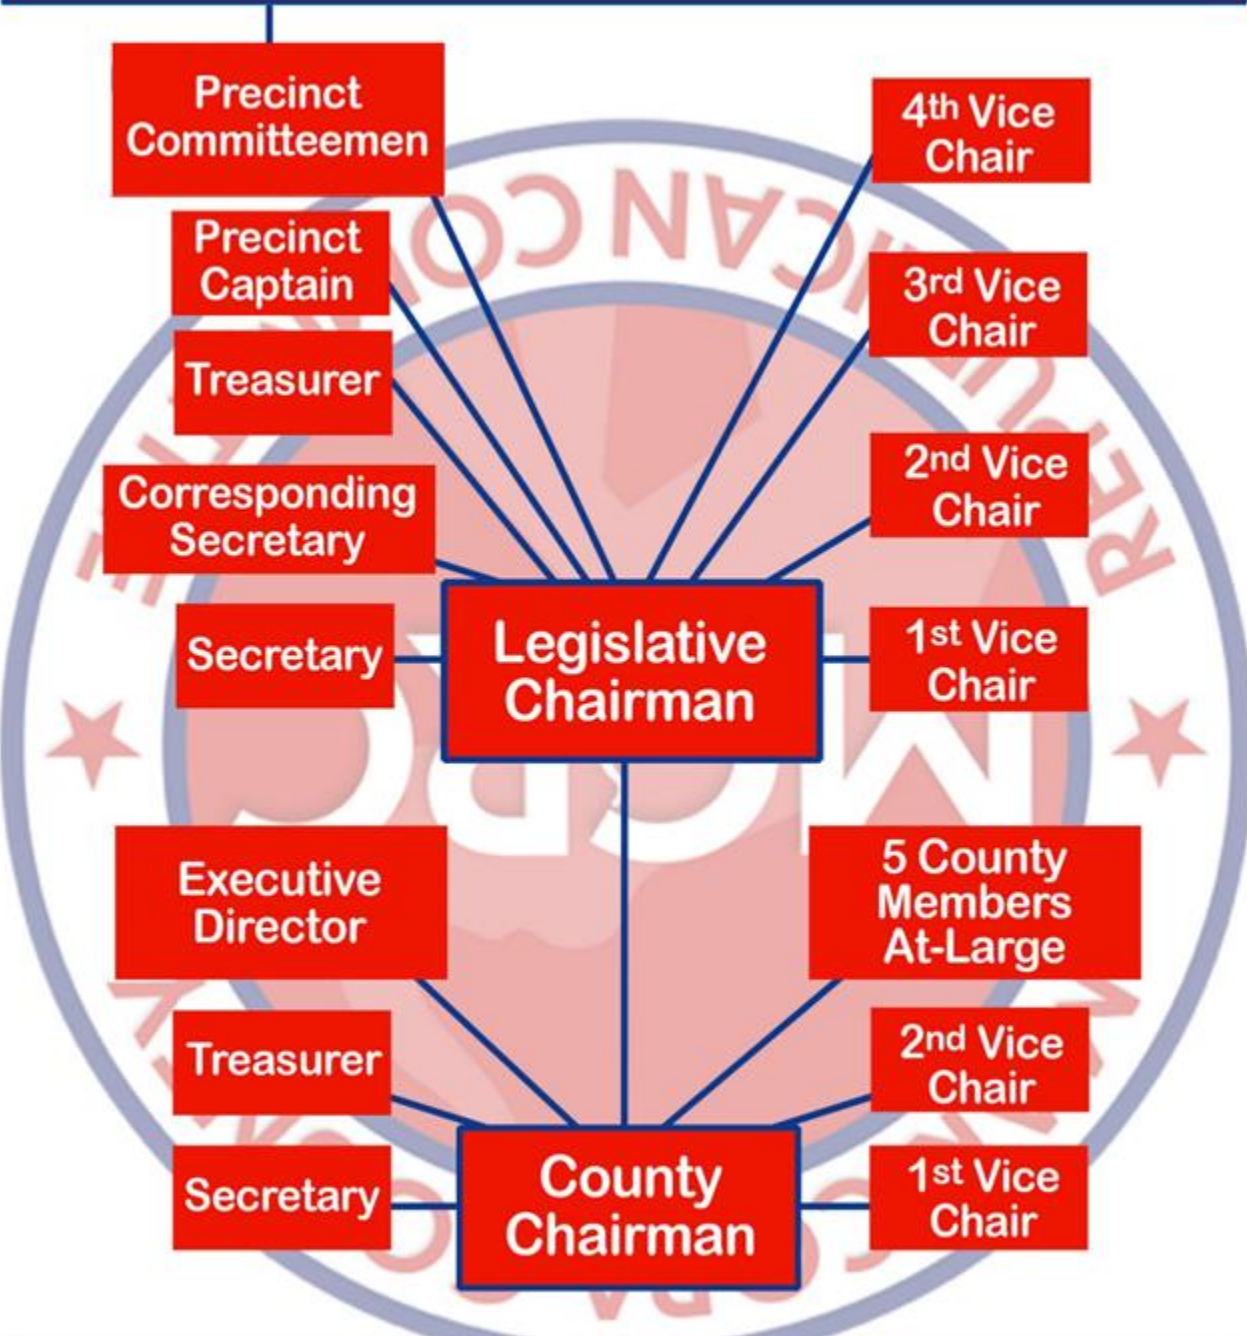 Precinct
Committeemen
4th Vice
Chair
Precinct
Captain
3rd Vice
Chair
Treasurer
2nd Vice
Chair
Corresponding
Secretary
Secretary
Legislative
Chairman
1st Vice
Chair
Executive
Director
5 County
Members
At-Large
Treasurer
2nd Vice
Chair
Secretary
County
Chairman
1st Vice
Chair